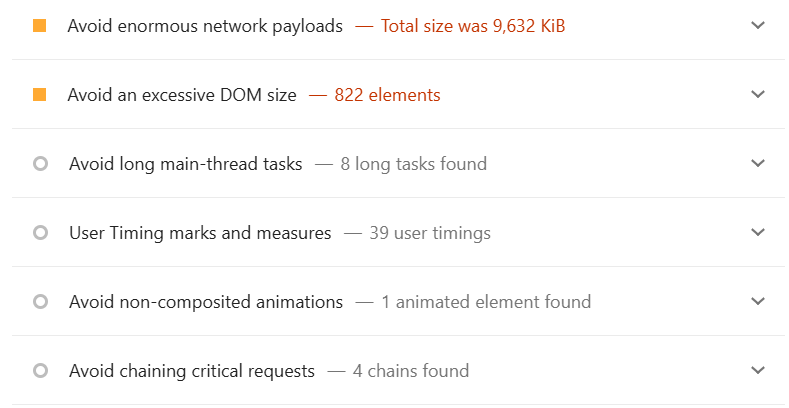 Avoid enormous network payloads — Total size was 9,632 KiB
Avoid an excessive DOM size — 822 elements
Avoid long main-thread tasks — 8 long tasks found
User Timing marks and measures — 39 user timings
Avoid non-composited animations — 1 animated element found
Avoid chaining critical requests — 4 chains found